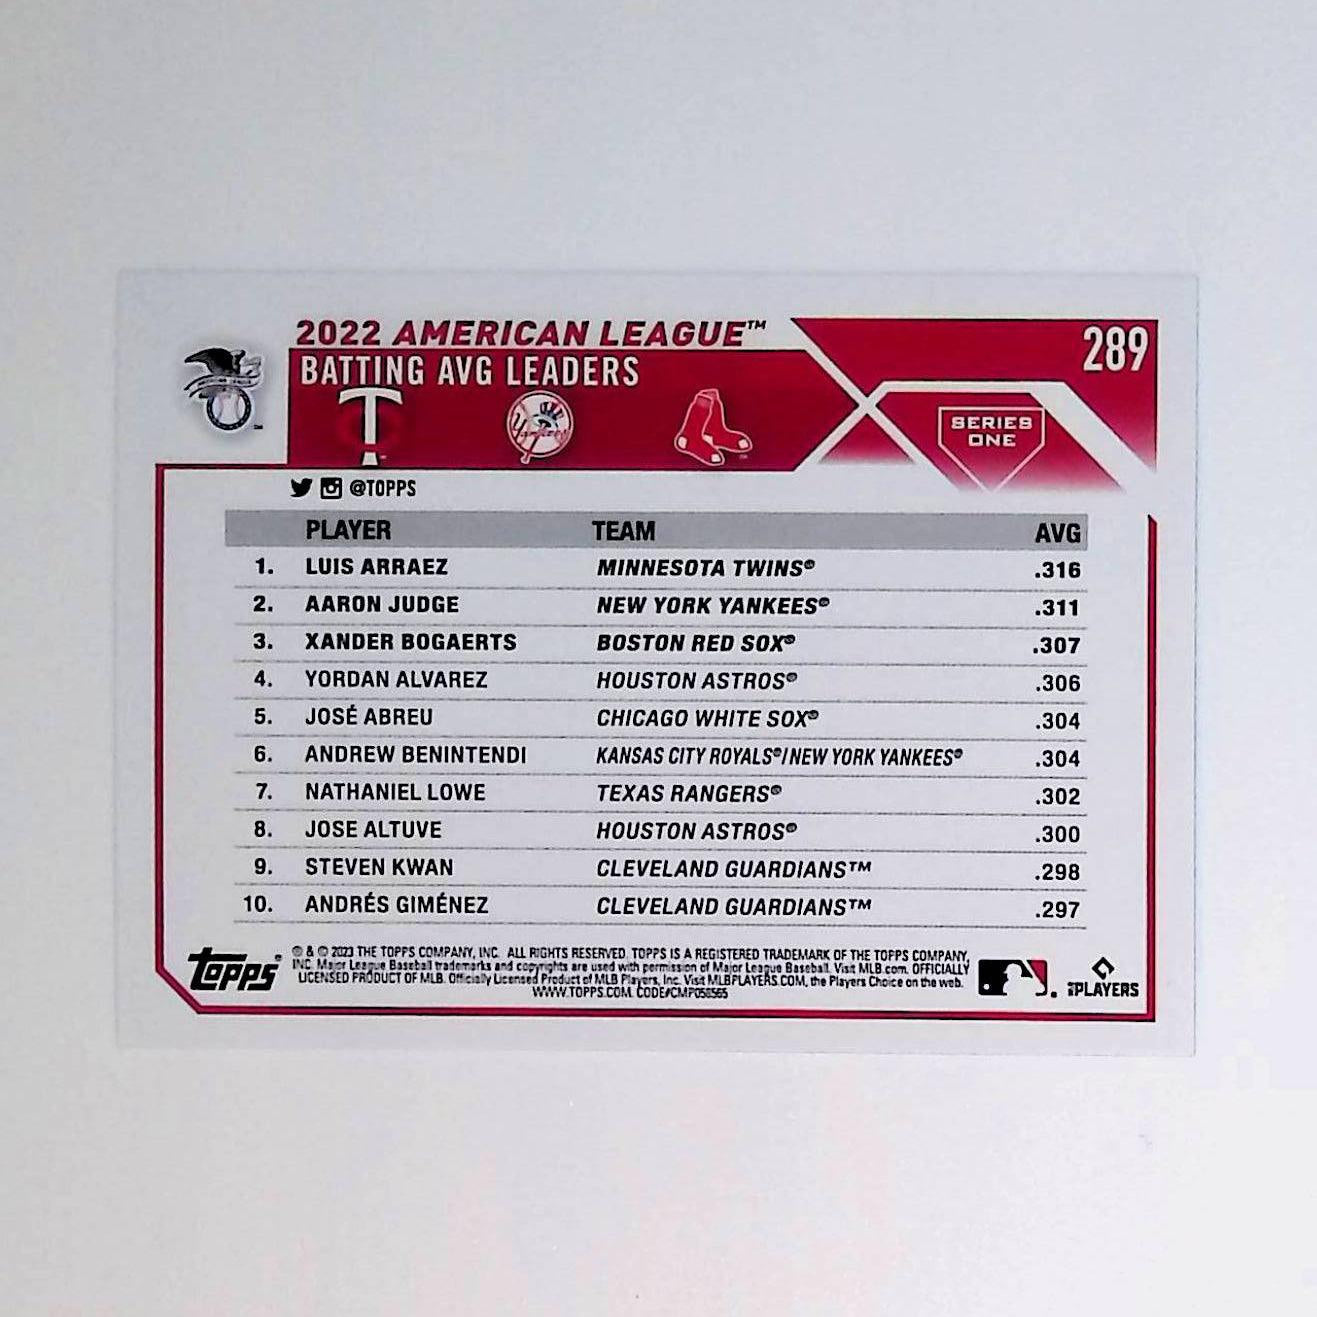 2022 AMERICAN LEAGUE™
289
BATTING AVG LEADERS
SERIES
ONE
@TOPPS
PLAYER TEAM AVG
1. LUIS ARRAEZ MINNESOTA TWINS® .316
2. AARON JUDGE NEW YORK YANKEES® .311
3. XANDER BOGAERTS BOSTON RED SOX® .307
4. YORDAN ALVAREZ HOUSTON ASTROS® .306
5. JOSÉ ABREU CHICAGO WHITE SOX® .304
6. ANDREW BENINTENDI KANSAS CITY ROYALS®/NEW YORK YANKEES® .304
7. NATHANIEL LOWE TEXAS RANGERS® .302
8. JOSE ALTUVE HOUSTON ASTROS® .300
9. STEVEN KWAN CLEVELAND GUARDIANS™ .298
10. ANDRÉS GIMÉNEZ CLEVELAND GUARDIANS™ .297
Topps®
® & © 2023 THE TOPPS COMPANY, INC. ALL RIGHTS RESERVED. TOPPS IS A REGISTERED TRADEMARK OF THE TOPPS COMPANY,
INC. Major League Baseball trademarks and copyrights are used with permission of Major League Baseball. Visit MLB.com. OFFICIALLY
LICENSED PRODUCT OF MLB. Officially Licensed Product of MLB Players, Inc. Visit MLBPLAYERS.COM, the Players Choice on the web.
WWW.TOPPS.COM. CODE#CMP058565
PLAYERS